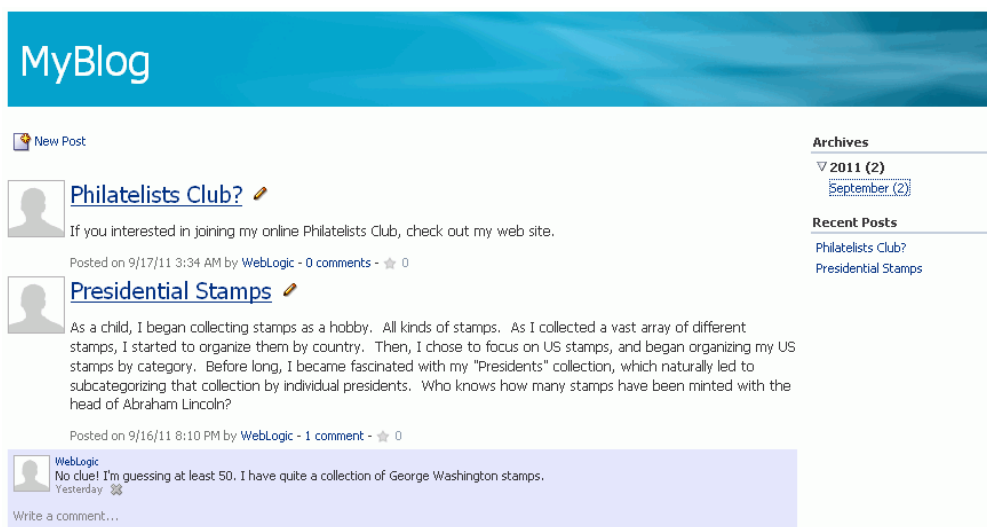 MyBlog
New Post
Philatelists Club?
If you interested in joining my online Philatelists Club, check out my web site.
Posted on 9/17/11 3:34 AM by WebLogic - 0 comments - 0
Presidential Stamps
As a child, I began collecting stamps as a hobby. All kinds of stamps. As I collected a vast array of different
stamps, I started to organize them by country. Then, I chose to focus on US stamps, and began organizing my US
stamps by category. Before long, I became fascinated with my "Presidents" collection, which naturally led to
subcategorizing that collection by individual presidents. Who knows how many stamps have been minted with the
head of Abraham Lincoln?
Posted on 9/16/11 8:10 PM by WebLogic - 1 comment - 0
WebLogic
No clue! I'm guessing at least 50. I have quite a collection of George Washington stamps.
Yesterday
Write a comment...
Archives
2011 (2)
September (2)
Recent Posts
Philatelists Club?
Presidential Stamps